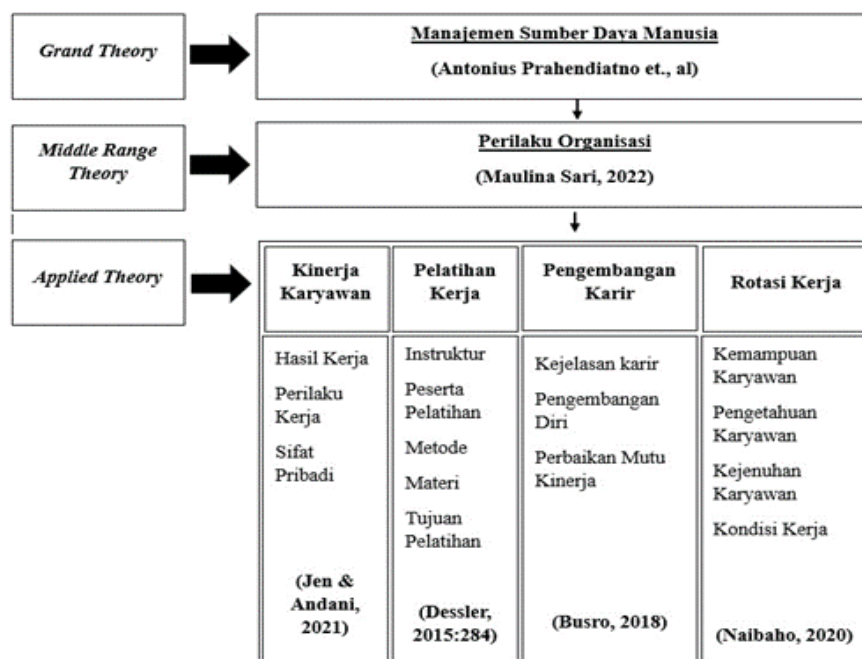 Grand Theory
Manajemen Sumber Daya Manusia
(Antonius Prahendiatno et., al)
Middle Range
Theory
Perilaku Organisasi
(Maulina Sari, 2022)
Applied Theory
Kinerja
Karyawan
Hasil Kerja
Perilaku
Kerja
Sifat
Pribadi
(Jen &
Andani,
2021)
Pelatihan
Kerja
Instruktur
Peserta
Pelatihan
Metode
Materi
Tujuan
Pelatihan
(Dessler,
2015:284)
Pengembangan
Karir
Kejelasan karir
Pengembangan
Diri
Perbaikan Mutu
Kinerja
(Busro, 2018)
Rotasi Kerja
Kemampuan
Karyawan
Pengetahuan
Karyawan
Kejenuhan
Karyawan
Kondisi Kerja
(Naibaho, 2020)